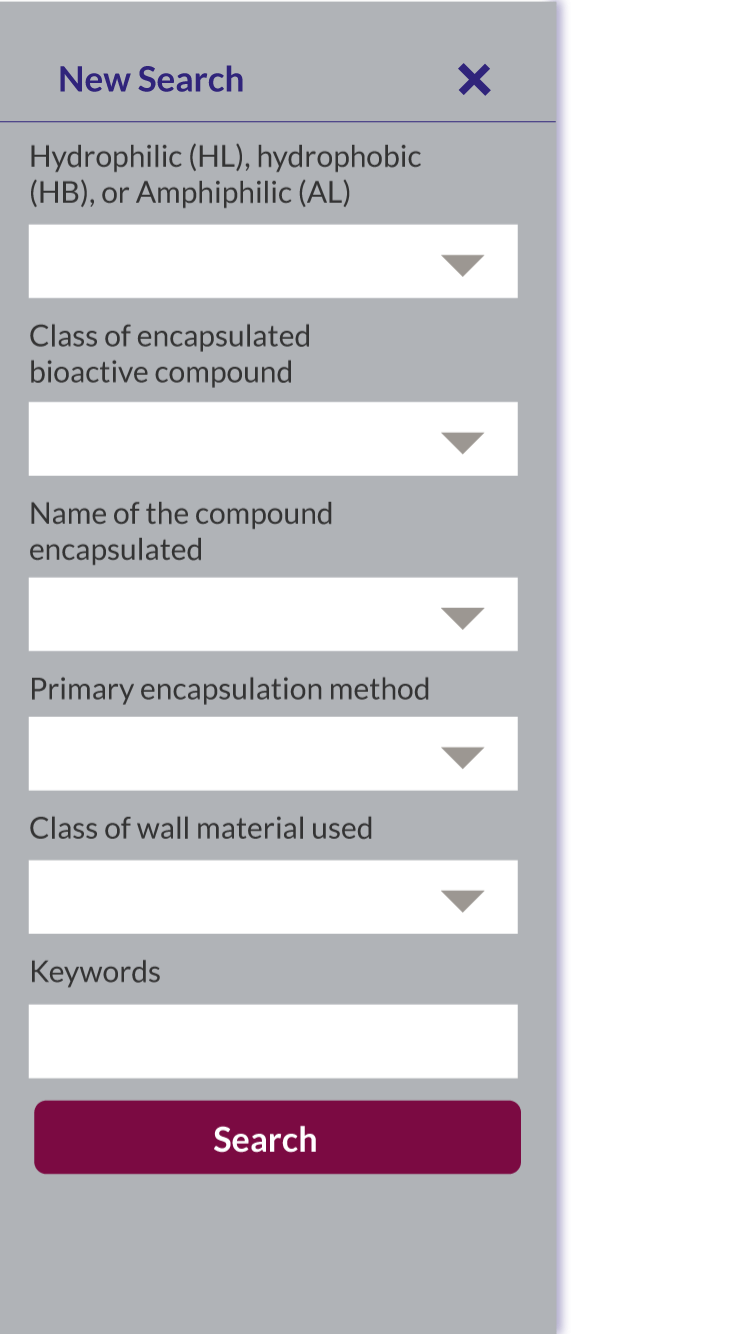 New Search
Hydrophilic (HL), hydrophobic
(HB), or Amphiphilic (AL)
Class of encapsulated
bioactive compound
Name of the compound
encapsulated
Primary encapsulation method
Class of wall material used
Keywords
Search